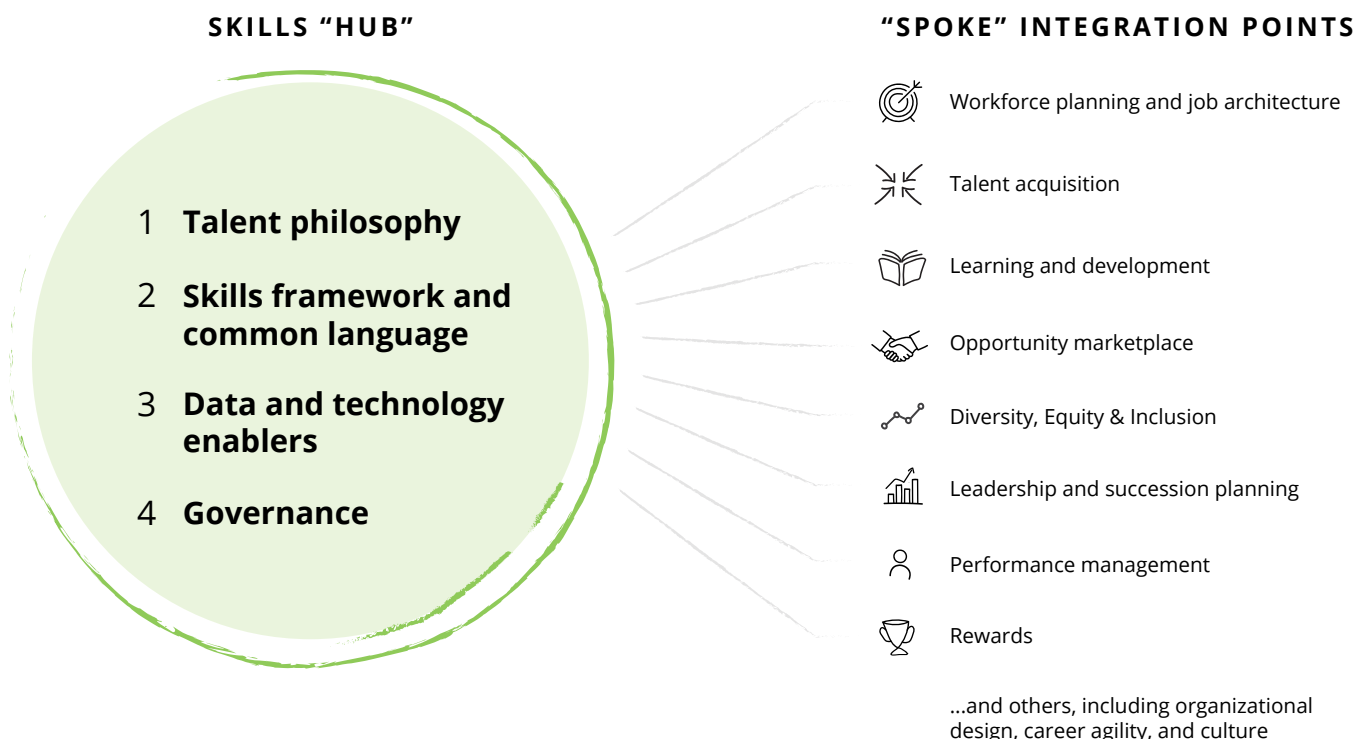 SKILLS “HUB”
1 Talent philosophy
2 Skills framework and
common language
3 Data and technology
enablers
4 Governance
“SPOKE” INTEGRATION POINTS
Workforce planning and job architecture
Talent acquisition
Learning and development
Opportunity marketplace
Diversity, Equity & Inclusion
Leadership and succession planning
Performance management
Rewards
...and others, including organizational
design, career agility, and culture